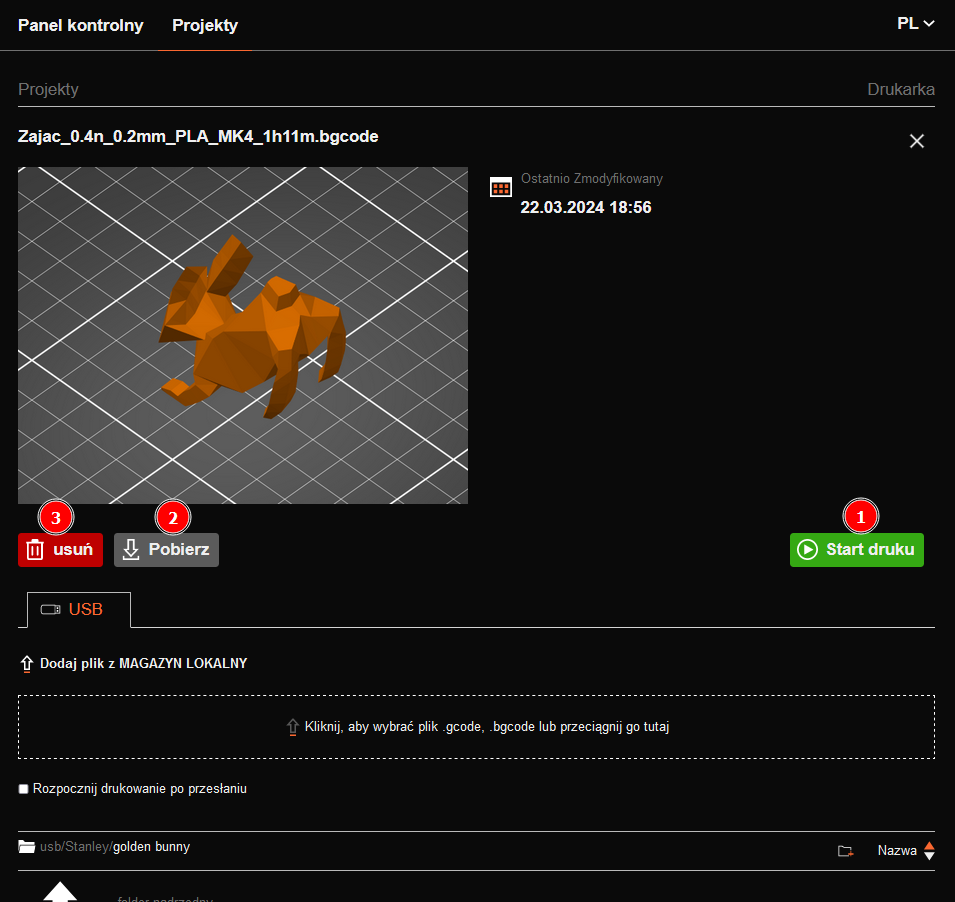 Panel kontrolny Projekty PL
Projekty Drukarka
Zajac_0.4n_0.2mm_PLA_MK4_1h11m.bgcode
Ostatnio Zmodyfikowany
22.03.2024 18:56
3 2 1
usuń Pobierz Start druku
USB
Dodaj plik z MAGAZYN LOKALNY
Kliknij, aby wybrać plik .gcode, .bgcode lub przeciągnij go tutaj
Rozpocznij drukowanie po przesłaniu
usb/Stanley/golden bunny Nazwa
folder nadrzędny